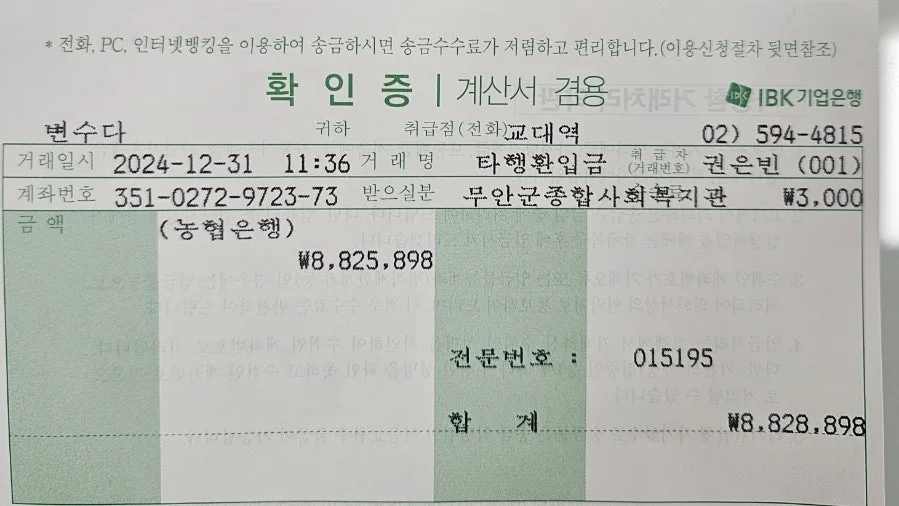 * 전화, PC, 인터넷뱅킹을 이용하여 송금하시면 송금수수료가 저렴하고 편리합니다.(이용신청절차 뒷면참조)
확 인 증 | 계산서 겸용 IBK 기업은행
변수다 귀하 취급점(전화) 교대역 02) 594-4815
거래일시 2024-12-31 11:36 거 래 명 타행환입금 취 급 자 (거래번호) 권은빈 (001)
계좌번호 351-0272-9723-73 받으실분 무안군종합사회복지관 수수료 ₩3,000
금 액 (농협은행)
₩8,825,898
전문번호 : 015195
합 계 ₩8,828,898